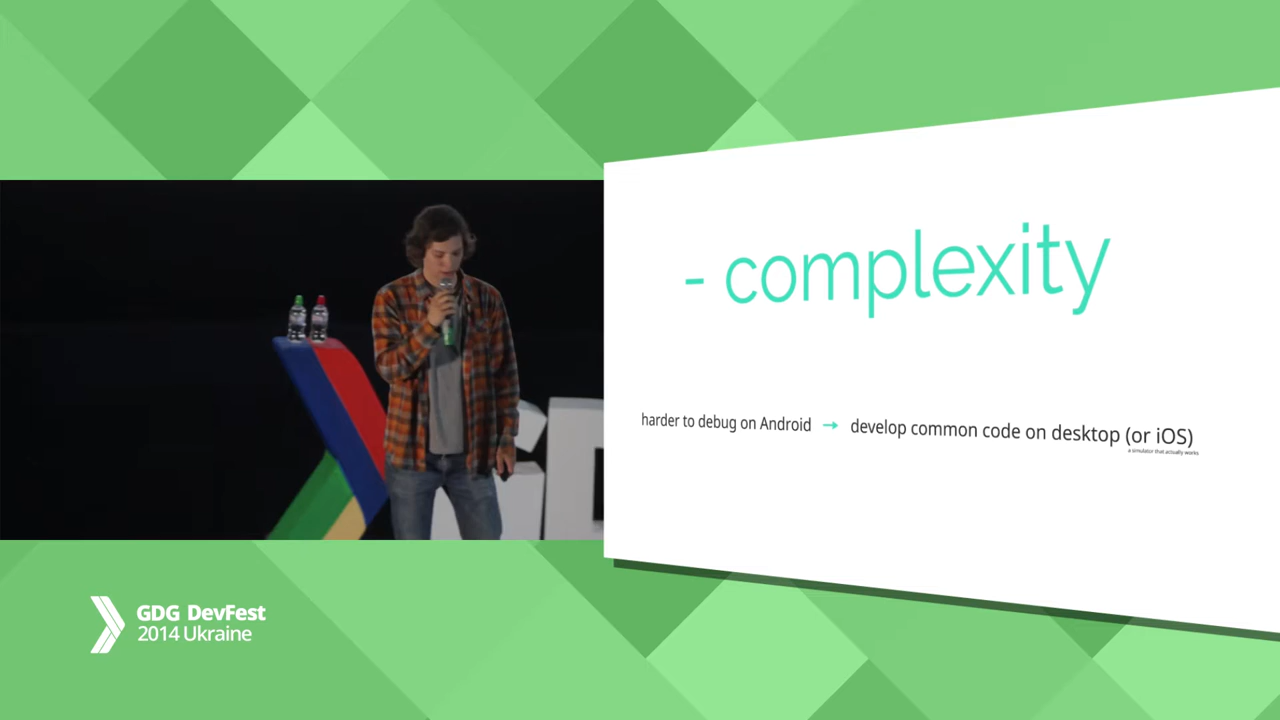 - complexity
harder to debug on Android → develop common code on desktop (or iOS)
a simulator that actually works
GDG DevFest
2014 Ukraine